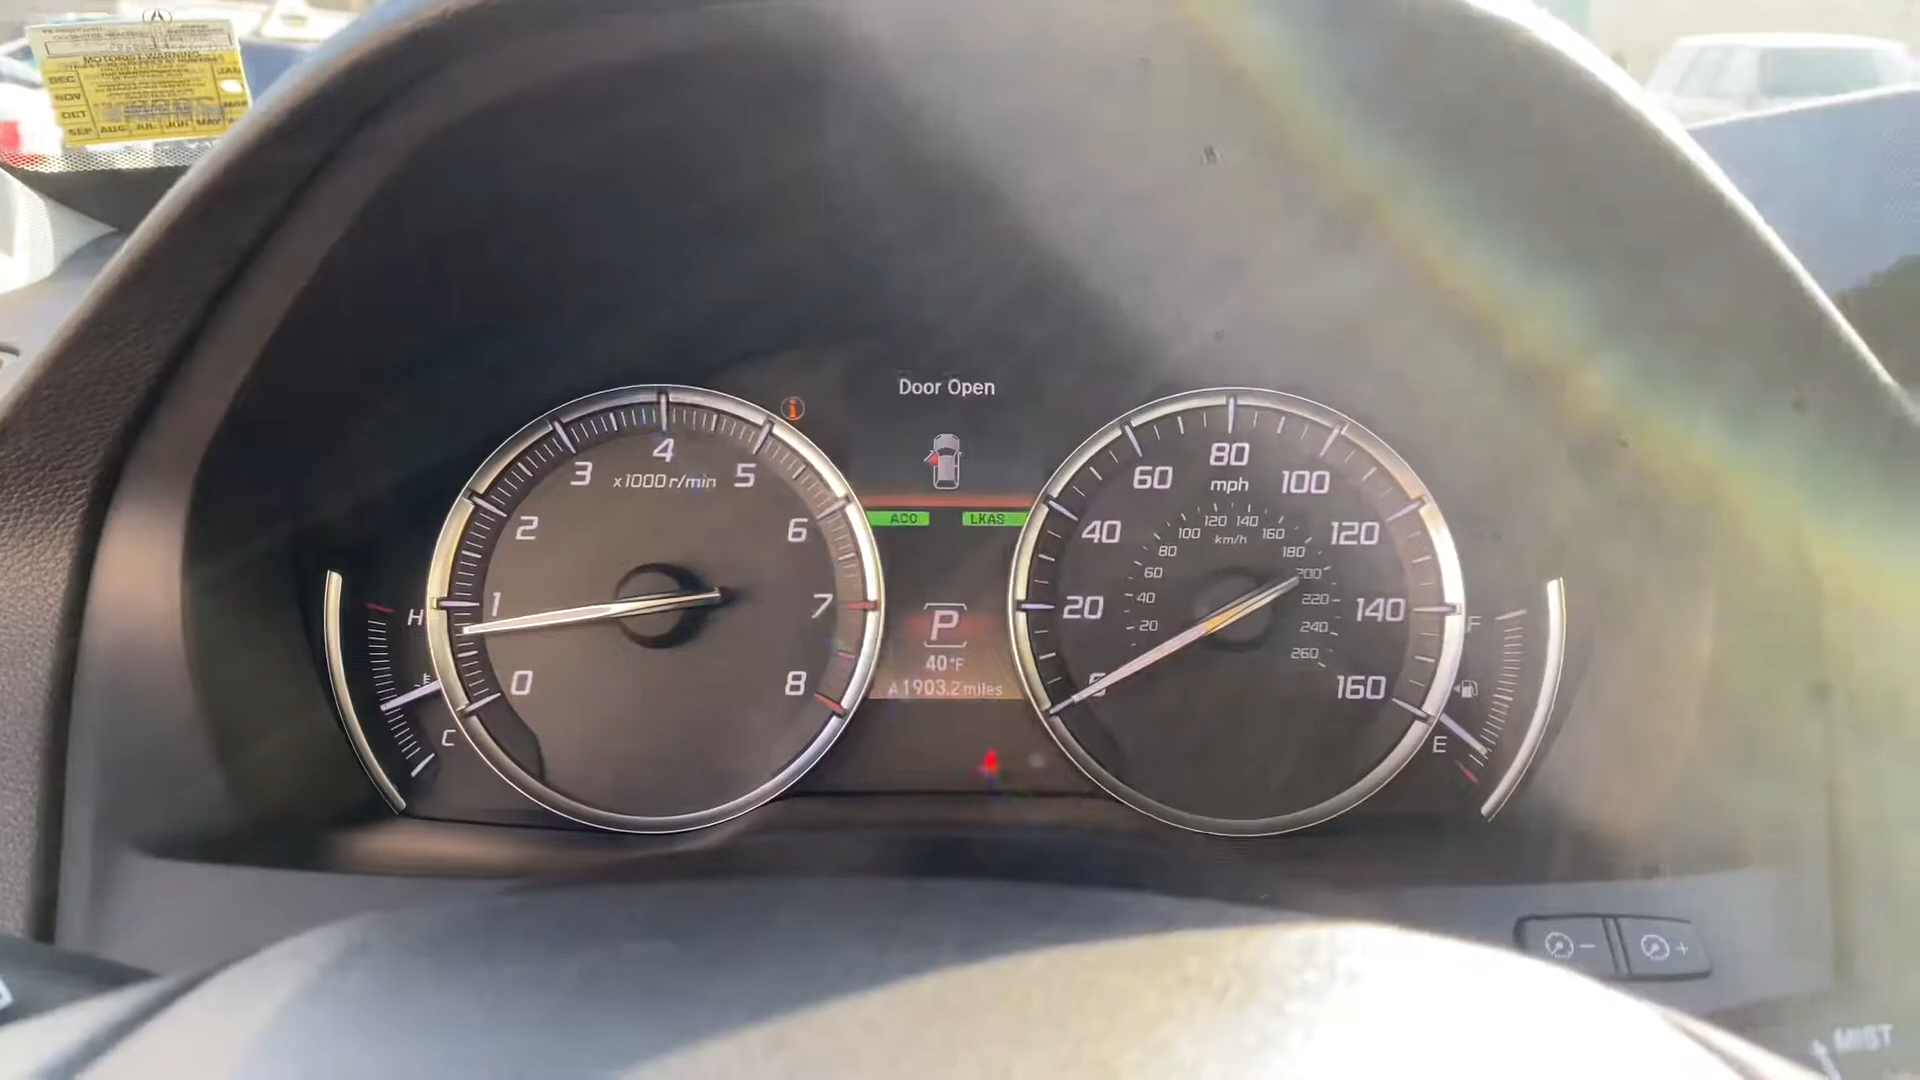 MOTORIST WARNING
DEC
JAN
NOV
OCT
SEP AUG JUL JUN MAY
Door Open
ACC LKAS
P
40°F
A 1903.2 miles
0
1
2
3
4
5
6
7
8
x1000 r/min
H
C
20
40
60
80
100
120
140
160
mph
20
40
60
80
100
120
140
160
180
200
220
240
260
km/h
F
E
− +
MIST